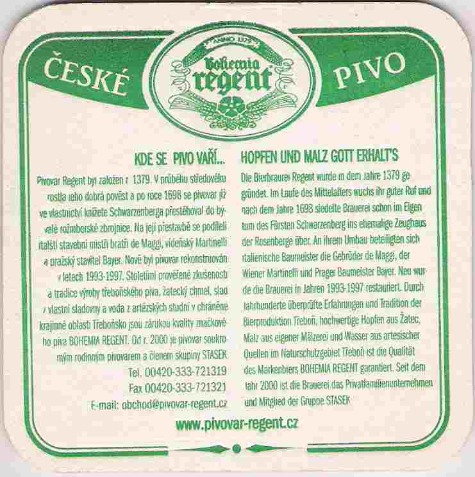 ANNO 1379
Bohemia
regent
ČESKÉ
PIVO
KDE SE PIVO VAŘÍ...
Pivovar Regent byl založen r. 1379. V průběhu středověku
rostla jeho dobrá pověst a po roce 1698 se pivovar již
ve vlastnictví knížete Schwarzenberga přestěhoval do bý-
valé rožmberské zbrojnice. Na její přestavbě se podíleli
italští stavební mistři bratři de Maggi, vídeňský Martinelli
a pražský stavitel Bayer. Nově byl pivovar rekonstruován
v letech 1993-1997. Stoletími prověřené zkušenosti
a tradice výroby třeboňského piva, žatecký chmel, slad
z vlastní sladovny a voda z artézských studní v chráněné
krajinné oblasti Třeboňsko jsou zárukou kvality značkové-
ho piva BOHEMIA REGENT. Od r. 2000 je pivovar soukro-
mým rodinným pivovarem a členem skupiny STASEK
Tel. 00420-333-721319
Fax 00420-333-721321
E-mail: obchod@pivovar-regent.cz
HOPFEN UND MALZ GOTT ERHALT'S
Die Bierbrauerei Regent wurde in dem Jahre 1379 ge-
gründet. Im Laufe des Mittelalters wuchs ihr guter Ruf und
nach dem Jahre 1698 siedelte Brauerei schon im Eigen
tum des Fürsten Schwarzenberg ins ehemalige Zeughaus
der Rosenberge über. An ihrem Umbau beteiligten sich
italienische Baumeister die Gebrüder de Maggi, der
Wiener Martinelli und Prager Baumeister Bayer. Neu wur-
de die Brauerei in Jahren 1993-1997 restauriert. Durch
Jahrhunderte überprüfte Erfahrungen und Tradition der
Bierproduktion Třeboň, hochwertige Hopfen aus Žatec,
Malz aus eigener Mälzerei und Wasser aus artesischer
Quellen im Naturschutzgebiet Třeboň ist die Qualität
des Markenbiers BOHEMIA REGENT garantiert. Seit dem
Jahr 2000 ist die Brauerei das Privatfamilienunternehmen
und Mitglied der Grupoe STASEK
www.pivovar-regent.cz